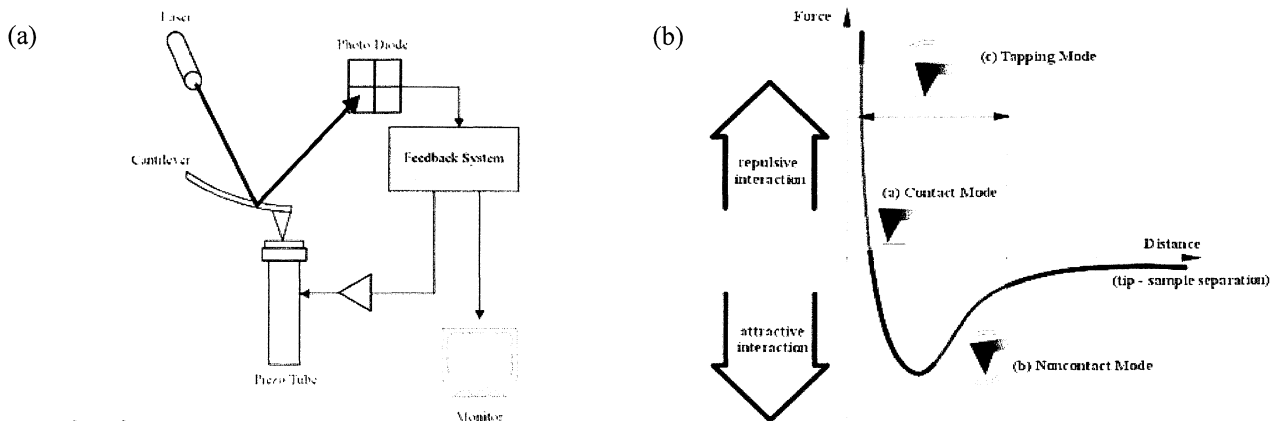 (a)
Laser
Photo Diode
Cantilever
Feedback System
Piezo Tube
Monitor
(b)
Force
(c) Tapping Mode
repulsive
interaction
(a) Contact Mode
Distance
(tip - sample separation)
attractive
interaction
(b) Noncontact Mode